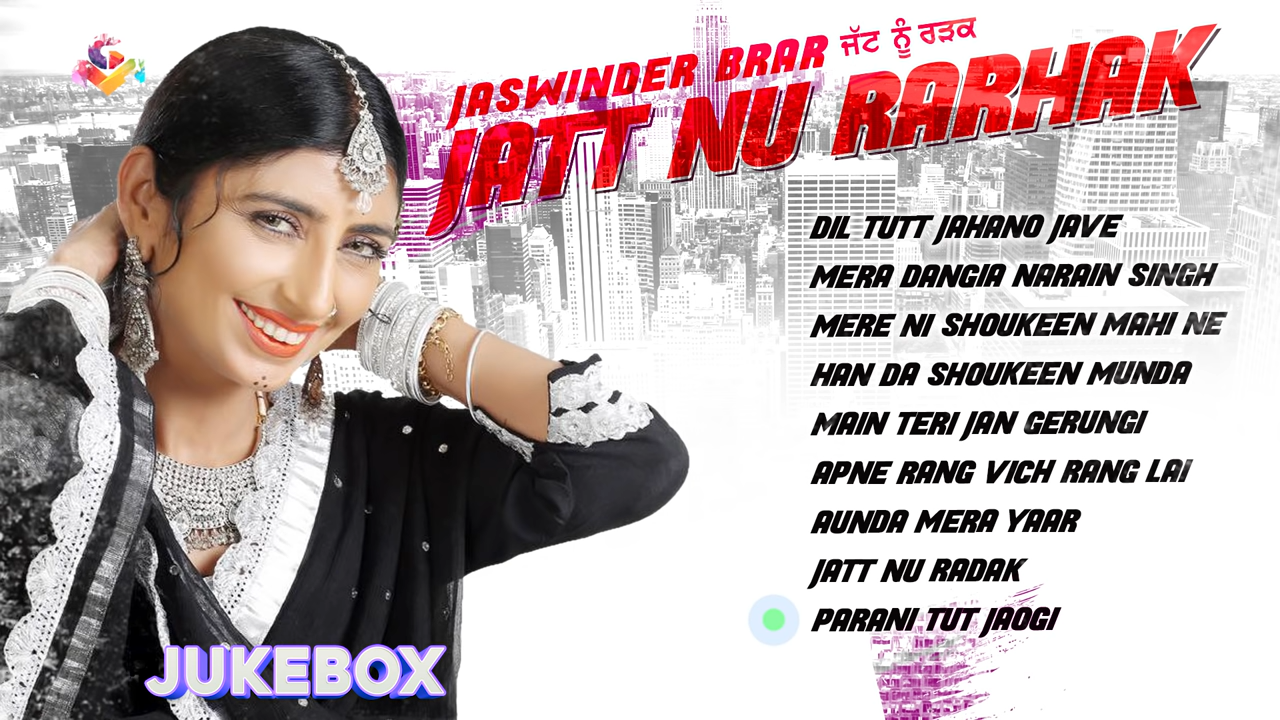 JASWINDER BRAR ਜੱਟ ਨੂੰ ਰੜਕ
JATT NU RARHAK
DIL TUTT JAHANO JAVE
MERA DANGIA NARAIN SINGH
MERE NI SHOUKEEN MAHI NE
HAN DA SHOUKEEN MUNDA
MAIN TERI JAN GERUNGI
APNE RANG VICH RANG LAI
AUNDA MERA YAAR
JATT NU RADAK
PARANI TUT JAOGI
JUKEBOX